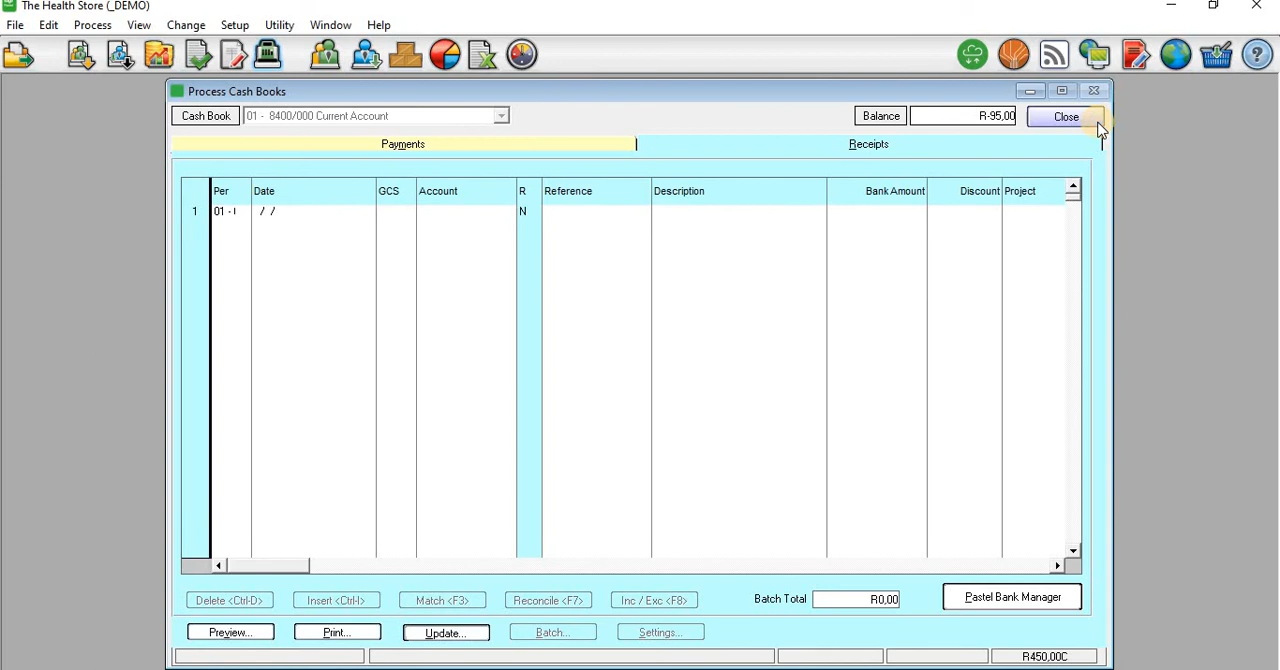 The Health Store (_DEMO)
File Edit Process View Change Setup Utility Window Help
Process Cash Books
Cash Book 01 - 8400/000 Current Account Balance R-95,00 Close
Payments Receipts
Per Date GCS Account R Reference Description Bank Amount Discount Project
1 01 - I / / N
Delete <Ctrl-D> Insert <Ctrl-I> Match <F3> Reconcile <F7> Inc / Exc <F8> Batch Total R0,00 Pastel Bank Manager
Preview... Print... Update... Batch... Settings...
R450,00C